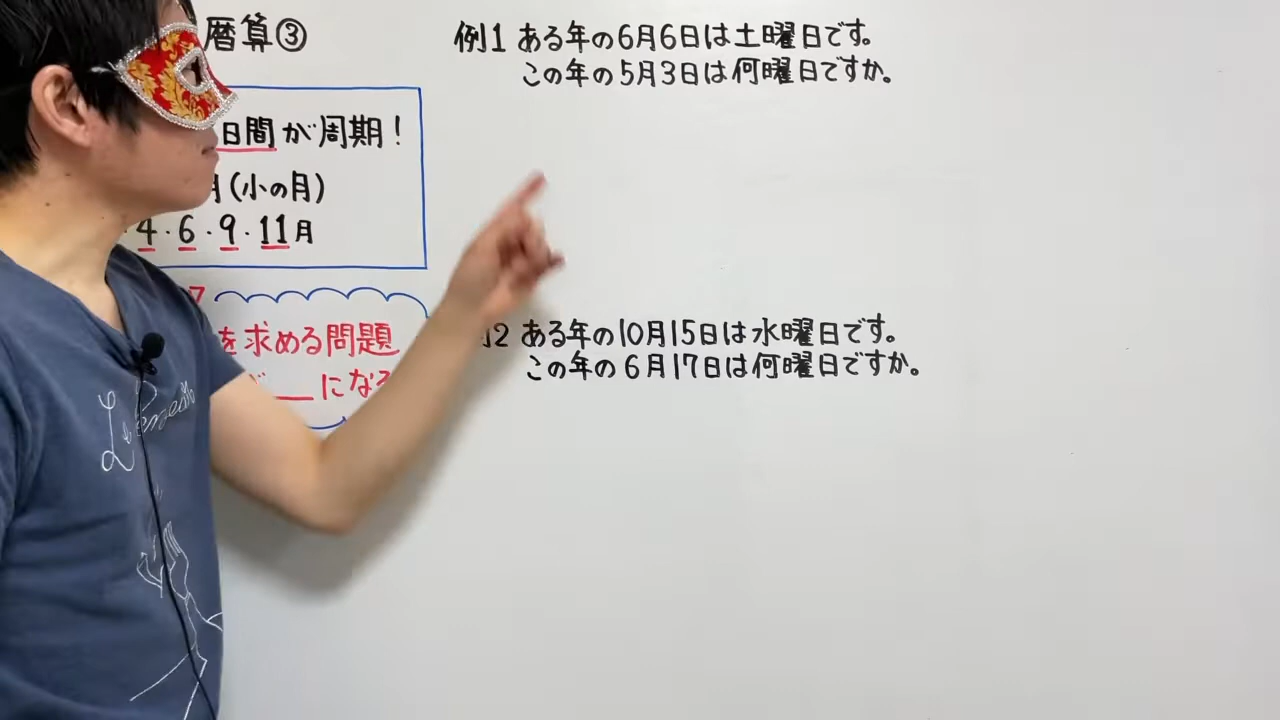 暦算③
日間が周期!
(小の月)
4・6・9・11月
7
を求める問題
__になる
例1 ある年の6月6日は土曜日です。
この年の5月3日は何曜日ですか。
2 ある年の10月15日は水曜日です。
この年の6月17日は何曜日ですか。